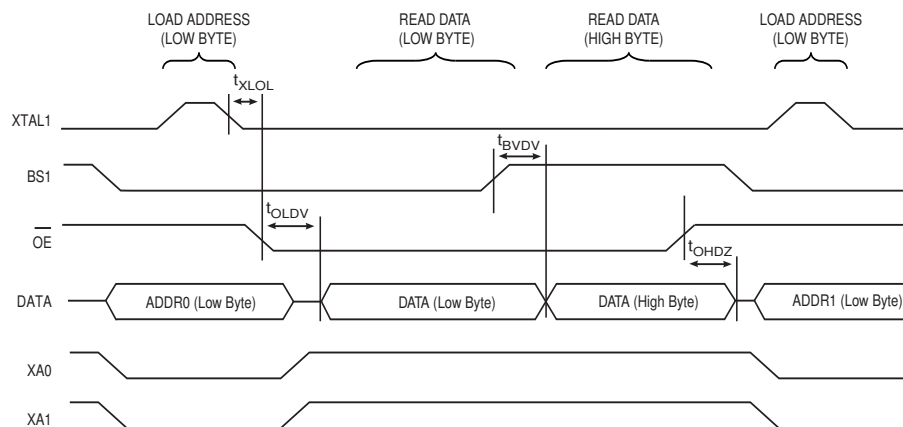 LOAD ADDRESS
(LOW BYTE)
READ DATA
(LOW BYTE)
READ DATA
(HIGH BYTE)
LOAD ADDRESS
(LOW BYTE)
tXLOL
XTAL1
tBVDV
BS1
tOLDV
OE
tOHDZ
DATA
ADDR0 (Low Byte)
DATA (Low Byte)
DATA (High Byte)
ADDR1 (Low Byte)
XA0
XA1